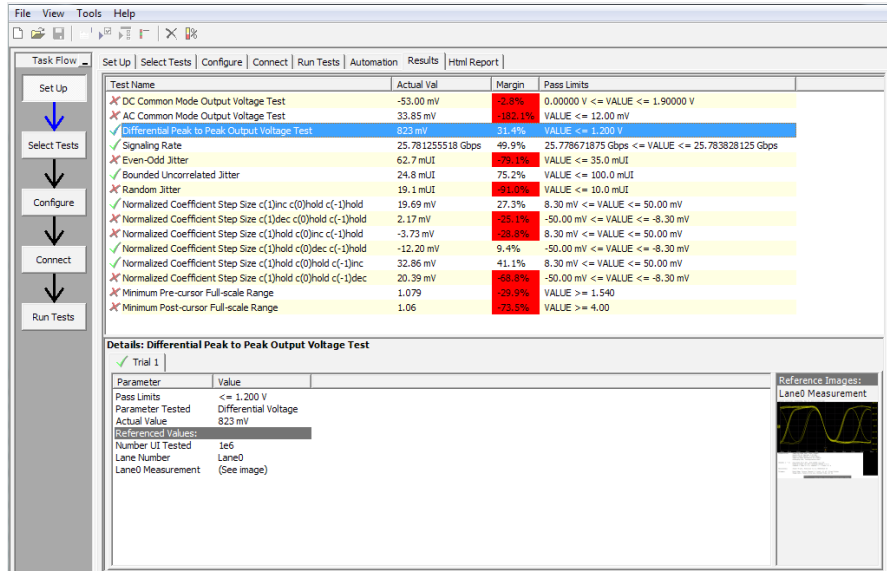 File View Tools Help
Task Flow
Set Up
Select Tests
Configure
Connect
Run Tests
Set Up Select Tests Configure Connect Run Tests Automation Results Html Report
Test Name Actual Val Margin Pass Limits
DC Common Mode Output Voltage Test -53.00 mV -2.8% 0.00000 V <= VALUE <= 1.90000 V
AC Common Mode Output Voltage Test 33.85 mV -182.1% VALUE <= 12.00 mV
Differential Peak to Peak Output Voltage Test 823 mV 31.4% VALUE <= 1.200 V
Signaling Rate 25.781255518 Gbps 49.9% 25.778671875 Gbps <= VALUE <= 25.783828125 Gbps
Even-Odd Jitter 62.7 mUI -79.1% VALUE <= 35.0 mUI
Bounded Uncorrelated Jitter 24.8 mUI 75.2% VALUE <= 100.0 mUI
Random Jitter 19.1 mUI -91.0% VALUE <= 10.0 mUI
Normalized Coefficient Step Size c(1)inc c(0)hold c(-1)hold 19.69 mV 27.3% 8.30 mV <= VALUE <= 50.00 mV
Normalized Coefficient Step Size c(1)dec c(0)hold c(-1)hold 2.17 mV -25.1% -50.00 mV <= VALUE <= -8.30 mV
Normalized Coefficient Step Size c(1)hold c(0)inc c(-1)hold -3.73 mV -28.8% 8.30 mV <= VALUE <= 50.00 mV
Normalized Coefficient Step Size c(1)hold c(0)dec c(-1)hold -12.20 mV 9.4% -50.00 mV <= VALUE <= -8.30 mV
Normalized Coefficient Step Size c(1)hold c(0)hold c(-1)inc 32.86 mV 41.1% 8.30 mV <= VALUE <= 50.00 mV
Normalized Coefficient Step Size c(1)hold c(0)hold c(-1)dec 20.39 mV -68.8% -50.00 mV <= VALUE <= -8.30 mV
Minimum Pre-cursor Full-scale Range 1.079 -29.9% VALUE >= 1.540
Minimum Post-cursor Full-scale Range 1.06 -73.5% VALUE >= 4.00
Details: Differential Peak to Peak Output Voltage Test
Trial 1
Parameter Value
Pass Limits <= 1.200 V
Parameter Tested Differential Voltage
Actual Value 823 mV
Referenced Values:
Number UI Tested 1e6
Lane Number Lane0
Lane0 Measurement (See image)
Reference Images:
Lane0 Measurement